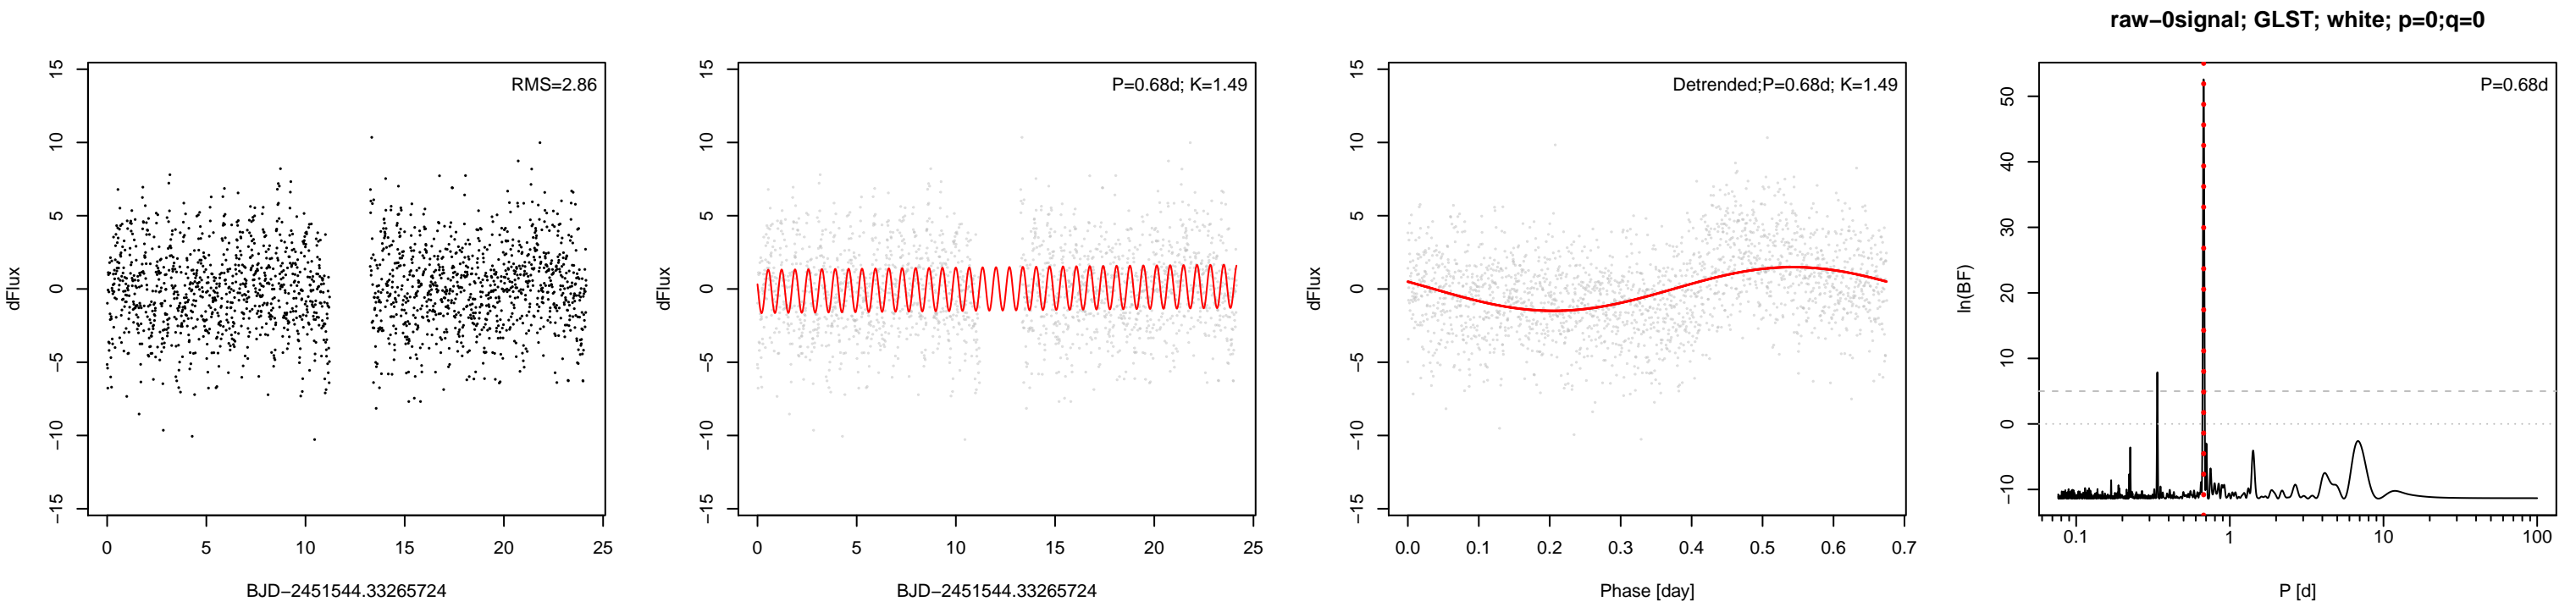 raw−0signal; GLST; white; p=0;q=0
RMS=2.86
dFlux
15
10
5
0
−5
−10
−15
0 5 10 15 20 25
BJD−2451544.33265724
P=0.68d; K=1.49
dFlux
15
10
5
0
−5
−10
−15
0 5 10 15 20 25
BJD−2451544.33265724
Detrended;P=0.68d; K=1.49
dFlux
15
10
5
0
−5
−10
−15
0.0 0.1 0.2 0.3 0.4 0.5 0.6 0.7
Phase [day]
P=0.68d
ln(BF)
50
40
30
20
10
0
−10
0.1 1 10 100
P [d]